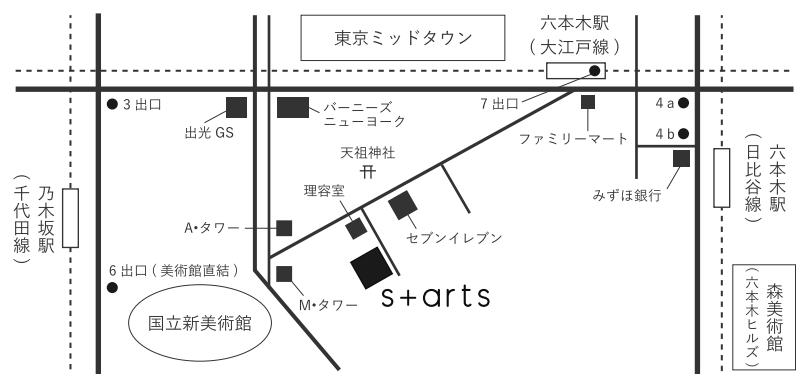 東京ミッドタウン
六本木駅
(大江戸線)
3出口
出光GS
バーニーズ
ニューヨーク
7出口
ファミリーマート
4a
4b
みずほ銀行
天祖神社
理容室
セブンイレブン
A•タワー
M•タワー
s+arts
乃木坂駅
(千代田線)
6出口(美術館直結)
国立新美術館
六本木駅
(日比谷線)
森美術館
(六本木ヒルズ)